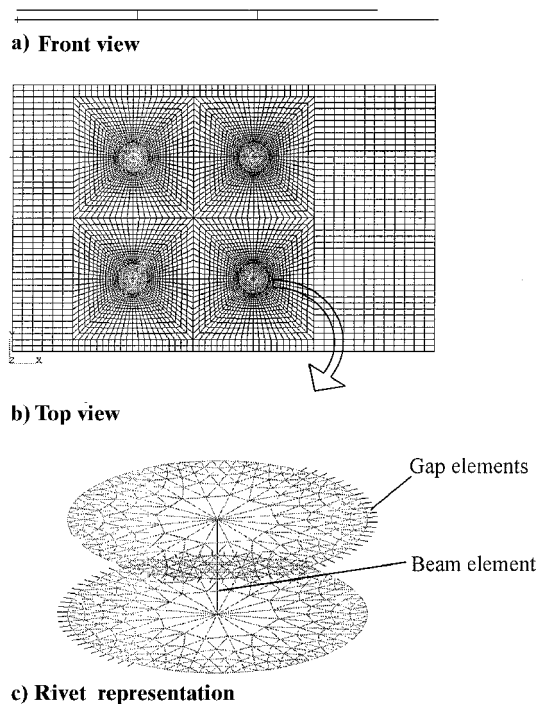 a) Front view
Z X
b) Top view
Gap elements
Beam element
c) Rivet representation